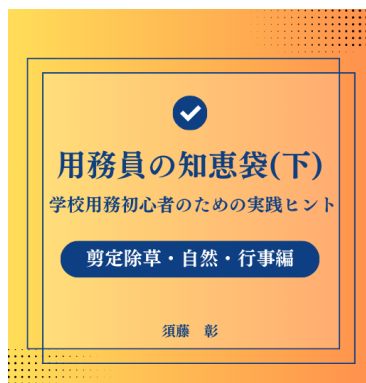 用務員の知恵袋(下)
学校用務初心者のための実践ヒント
剪定除草・自然・行事編
須藤　彰